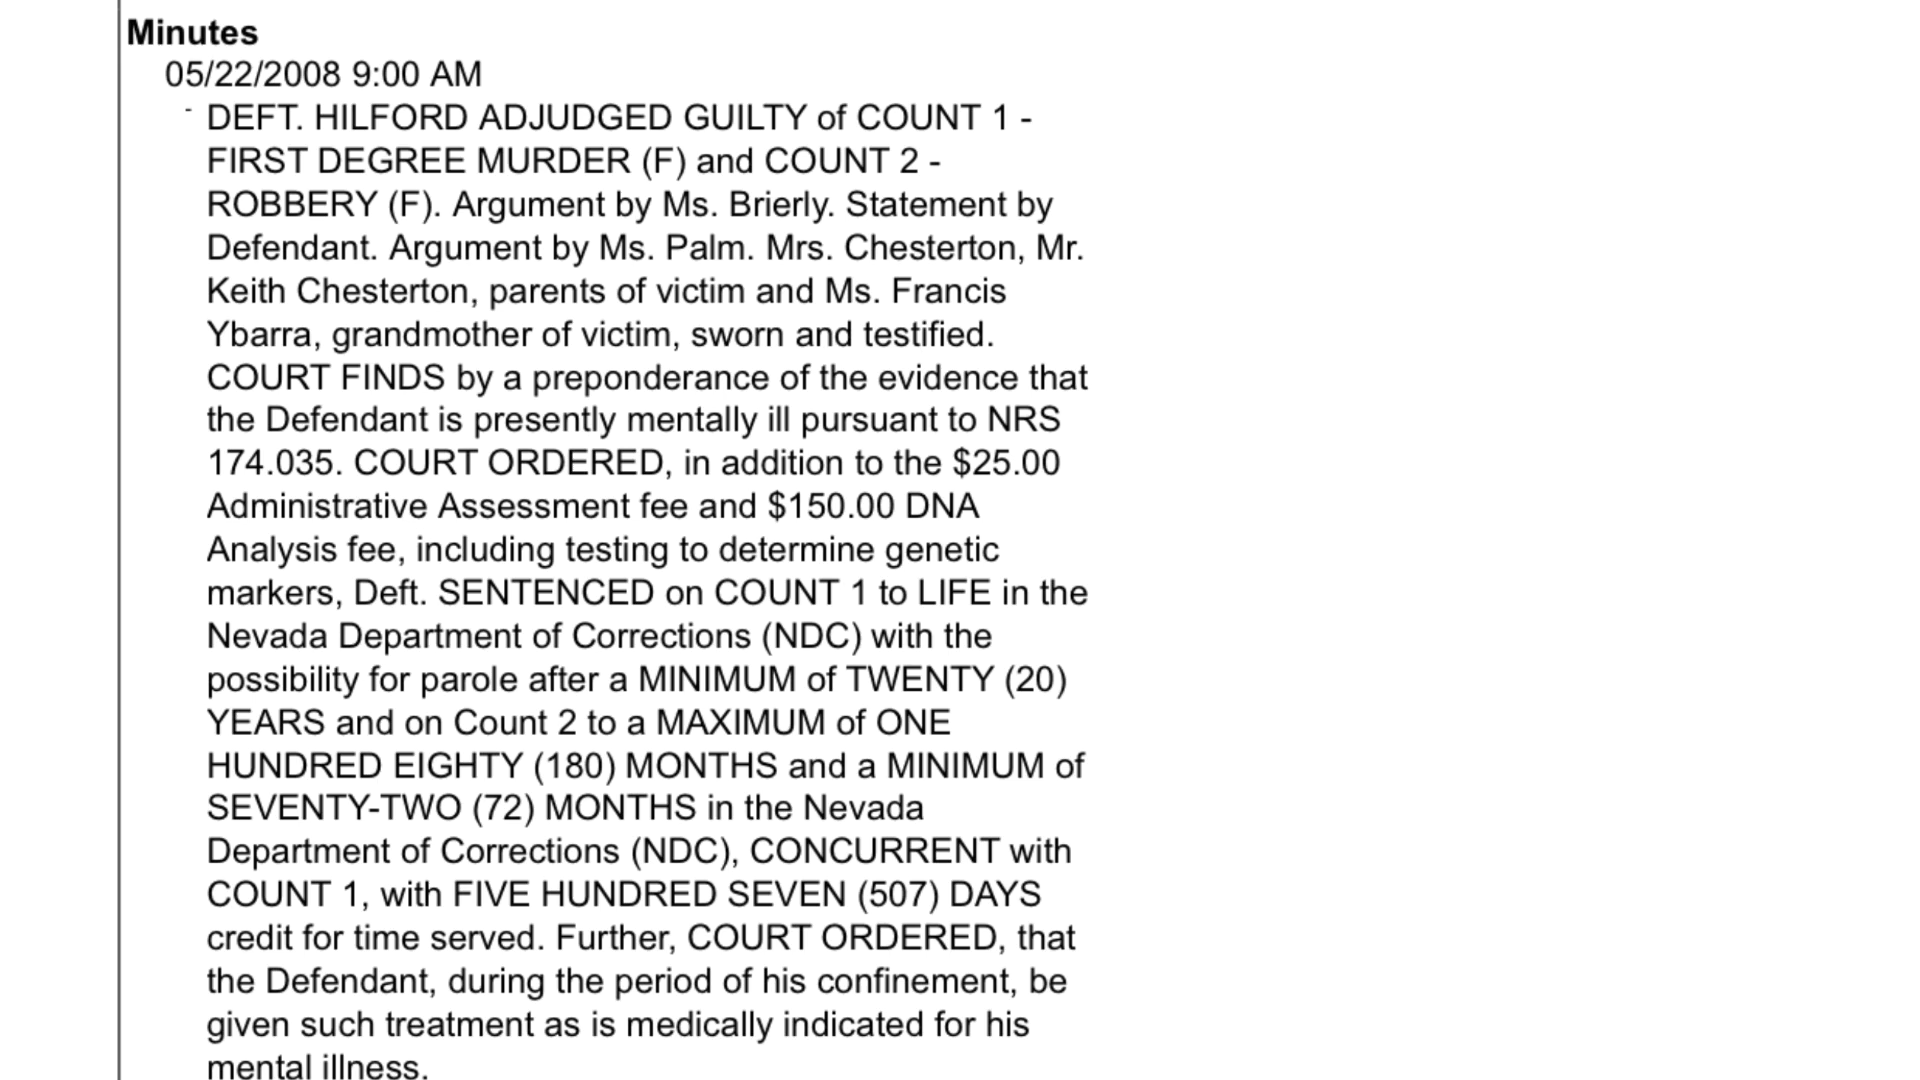 Minutes
05/22/2008 9:00 AM
- DEFT. HILFORD ADJUDGED GUILTY of COUNT 1 -
FIRST DEGREE MURDER (F) and COUNT 2 -
ROBBERY (F). Argument by Ms. Brierly. Statement by
Defendant. Argument by Ms. Palm. Mrs. Chesterton, Mr.
Keith Chesterton, parents of victim and Ms. Francis
Ybarra, grandmother of victim, sworn and testified.
COURT FINDS by a preponderance of the evidence that
the Defendant is presently mentally ill pursuant to NRS
174.035. COURT ORDERED, in addition to the $25.00
Administrative Assessment fee and $150.00 DNA
Analysis fee, including testing to determine genetic
markers, Deft. SENTENCED on COUNT 1 to LIFE in the
Nevada Department of Corrections (NDC) with the
possibility for parole after a MINIMUM of TWENTY (20)
YEARS and on Count 2 to a MAXIMUM of ONE
HUNDRED EIGHTY (180) MONTHS and a MINIMUM of
SEVENTY-TWO (72) MONTHS in the Nevada
Department of Corrections (NDC), CONCURRENT with
COUNT 1, with FIVE HUNDRED SEVEN (507) DAYS
credit for time served. Further, COURT ORDERED, that
the Defendant, during the period of his confinement, be
given such treatment as is medically indicated for his
mental illness.